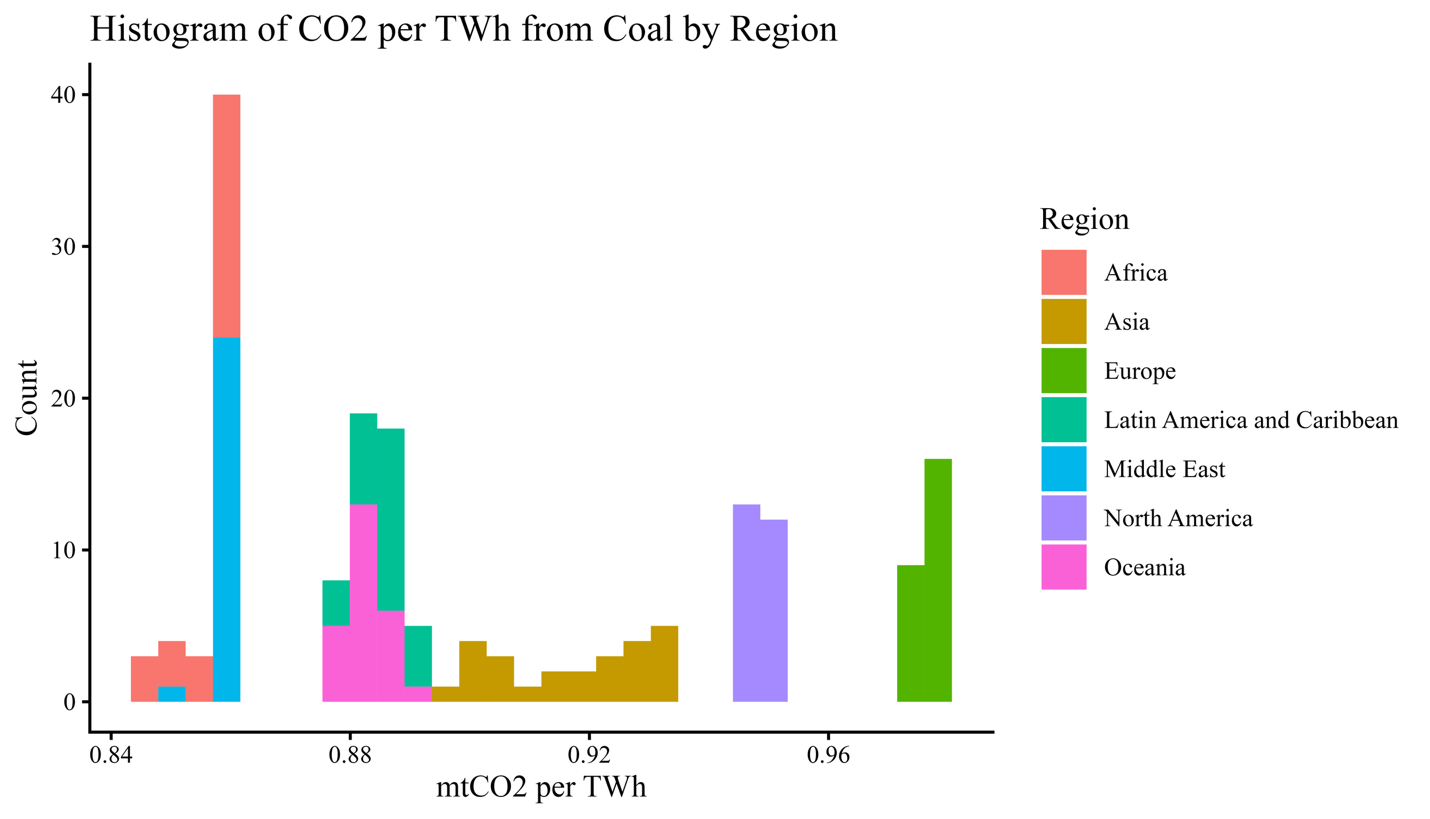 Histogram of CO2 per TWh from Coal by Region
40
30
20
10
0
Count
0.84
0.88
0.92
0.96
mtCO2 per TWh
Region
Africa
Asia
Europe
Latin America and Caribbean
Middle East
North America
Oceania